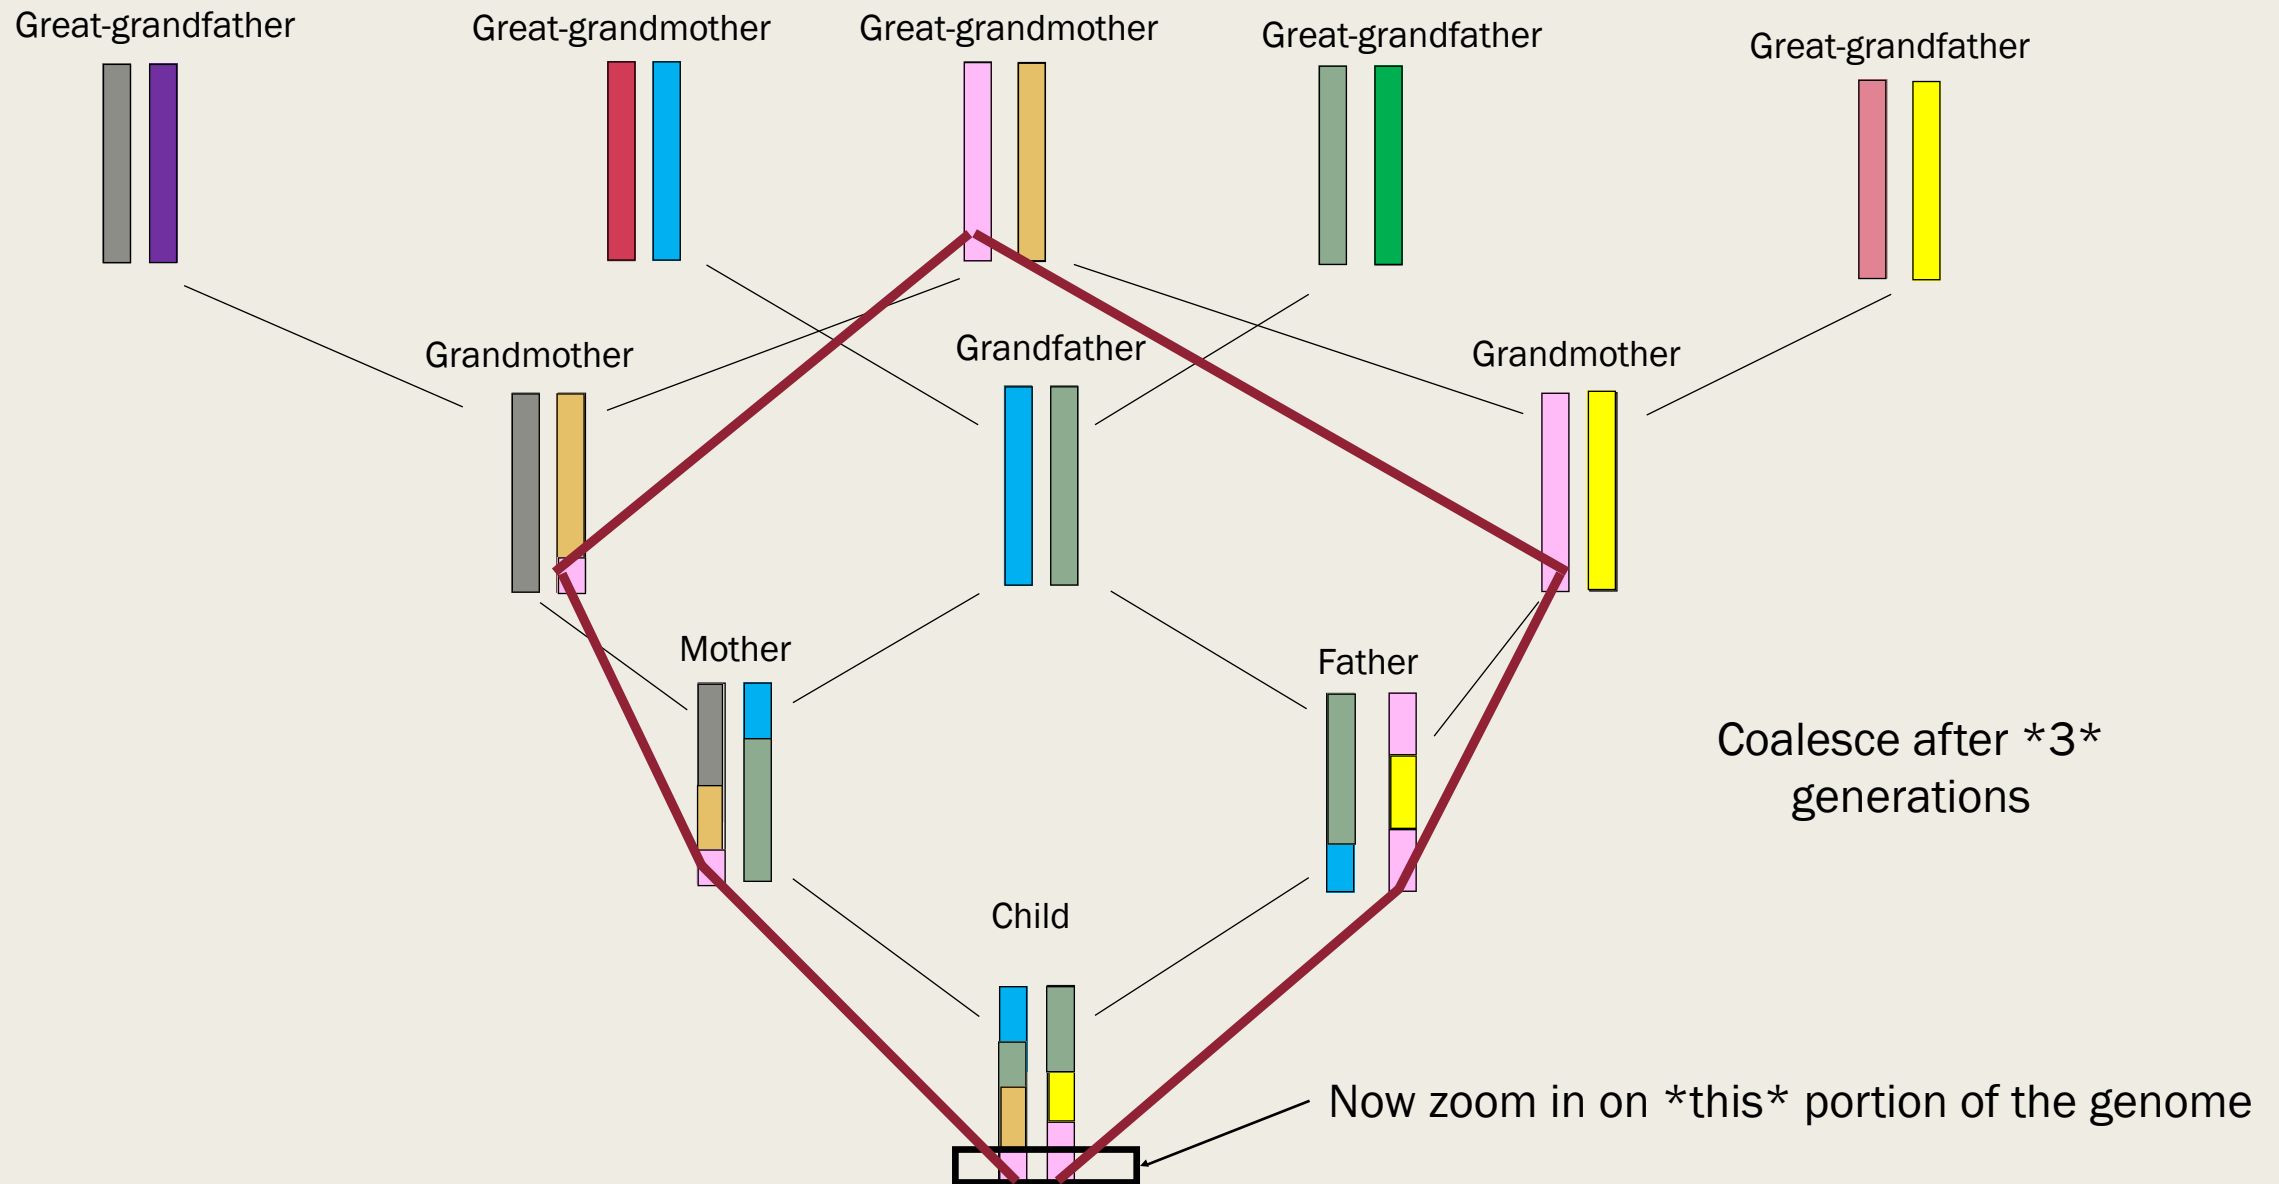 Great-grandfather
Great-grandmother
Great-grandmother
Great-grandfather
Great-grandfather
Grandmother
Grandfather
Grandmother
Mother
Father
Coalesce after *3*
generations
Child
Now zoom in on *this* portion of the genome